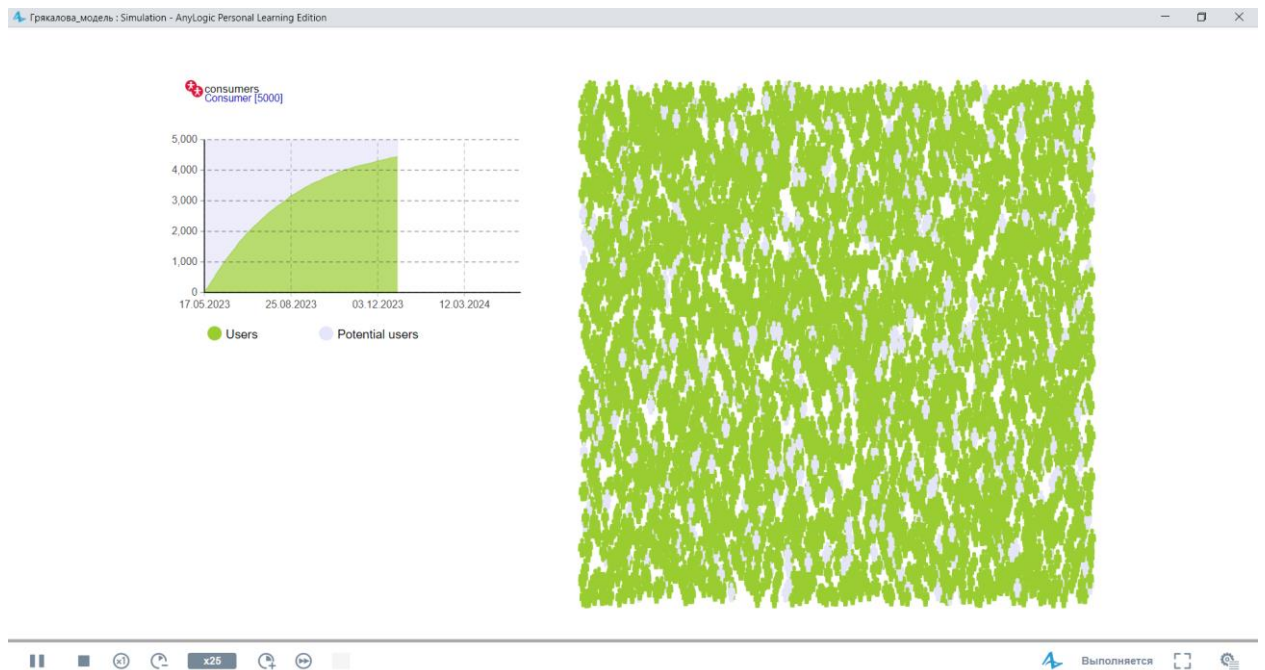 Грякалова_модель : Simulation - AnyLogic Personal Learning Edition
consumers
Consumer [5000]
5,000
4,000
3,000
2,000
1,000
0
17.05.2023 25.08.2023 03.12.2023 12.03.2024
Users Potential users
x1 x25 Выполняется